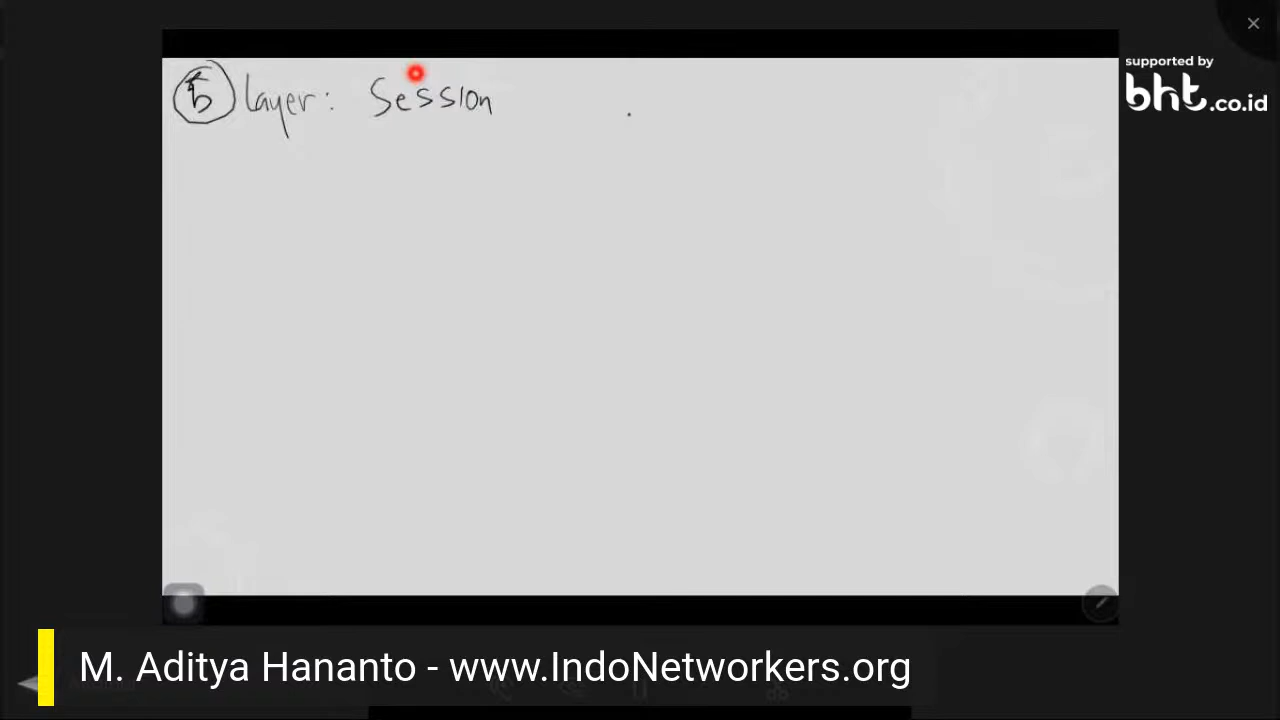 5 layer: Session
supported by
bht.co.id
M. Aditya Hananto - www.IndoNetworkers.org